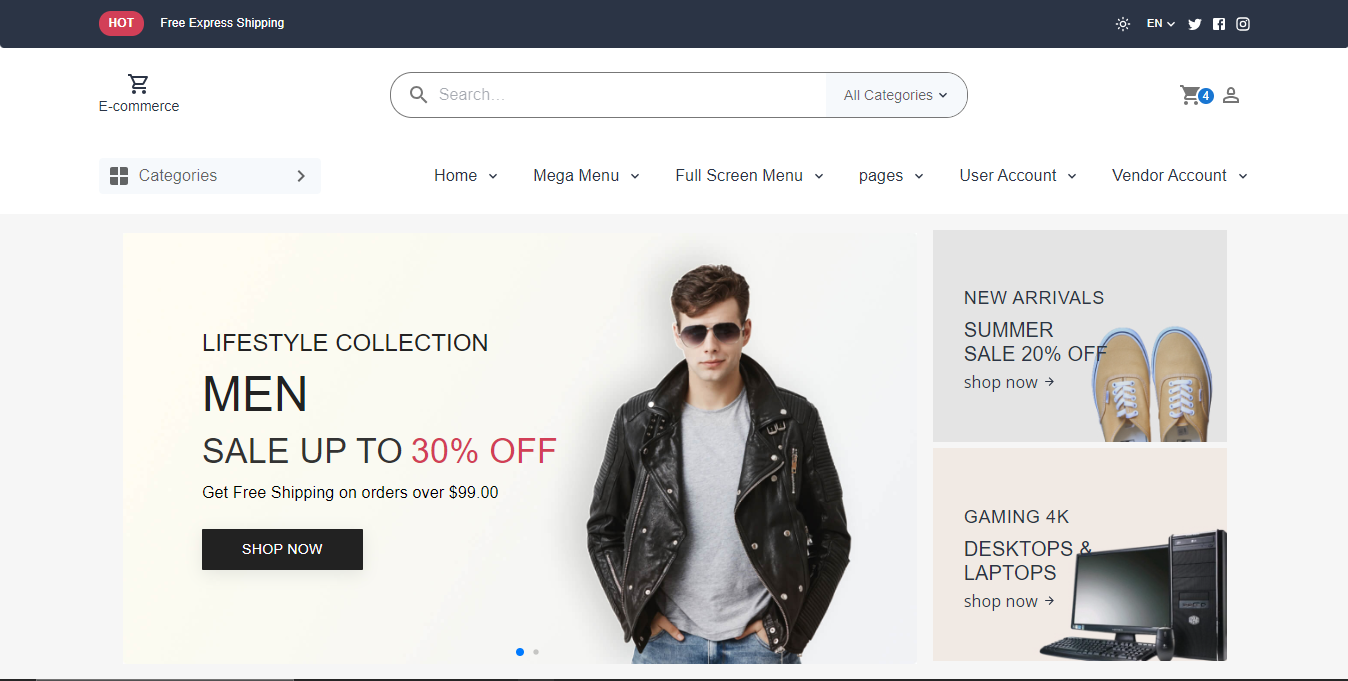 HOT Free Express Shipping EN
E-commerce
Search... All Categories
4
Categories
Home Mega Menu Full Screen Menu pages User Account Vendor Account
LIFESTYLE COLLECTION
MEN
SALE UP TO 30% OFF
Get Free Shipping on orders over $99.00
SHOP NOW
NEW ARRIVALS
SUMMER
SALE 20% OFF
shop now
GAMING 4K
DESKTOPS &
LAPTOPS
shop now